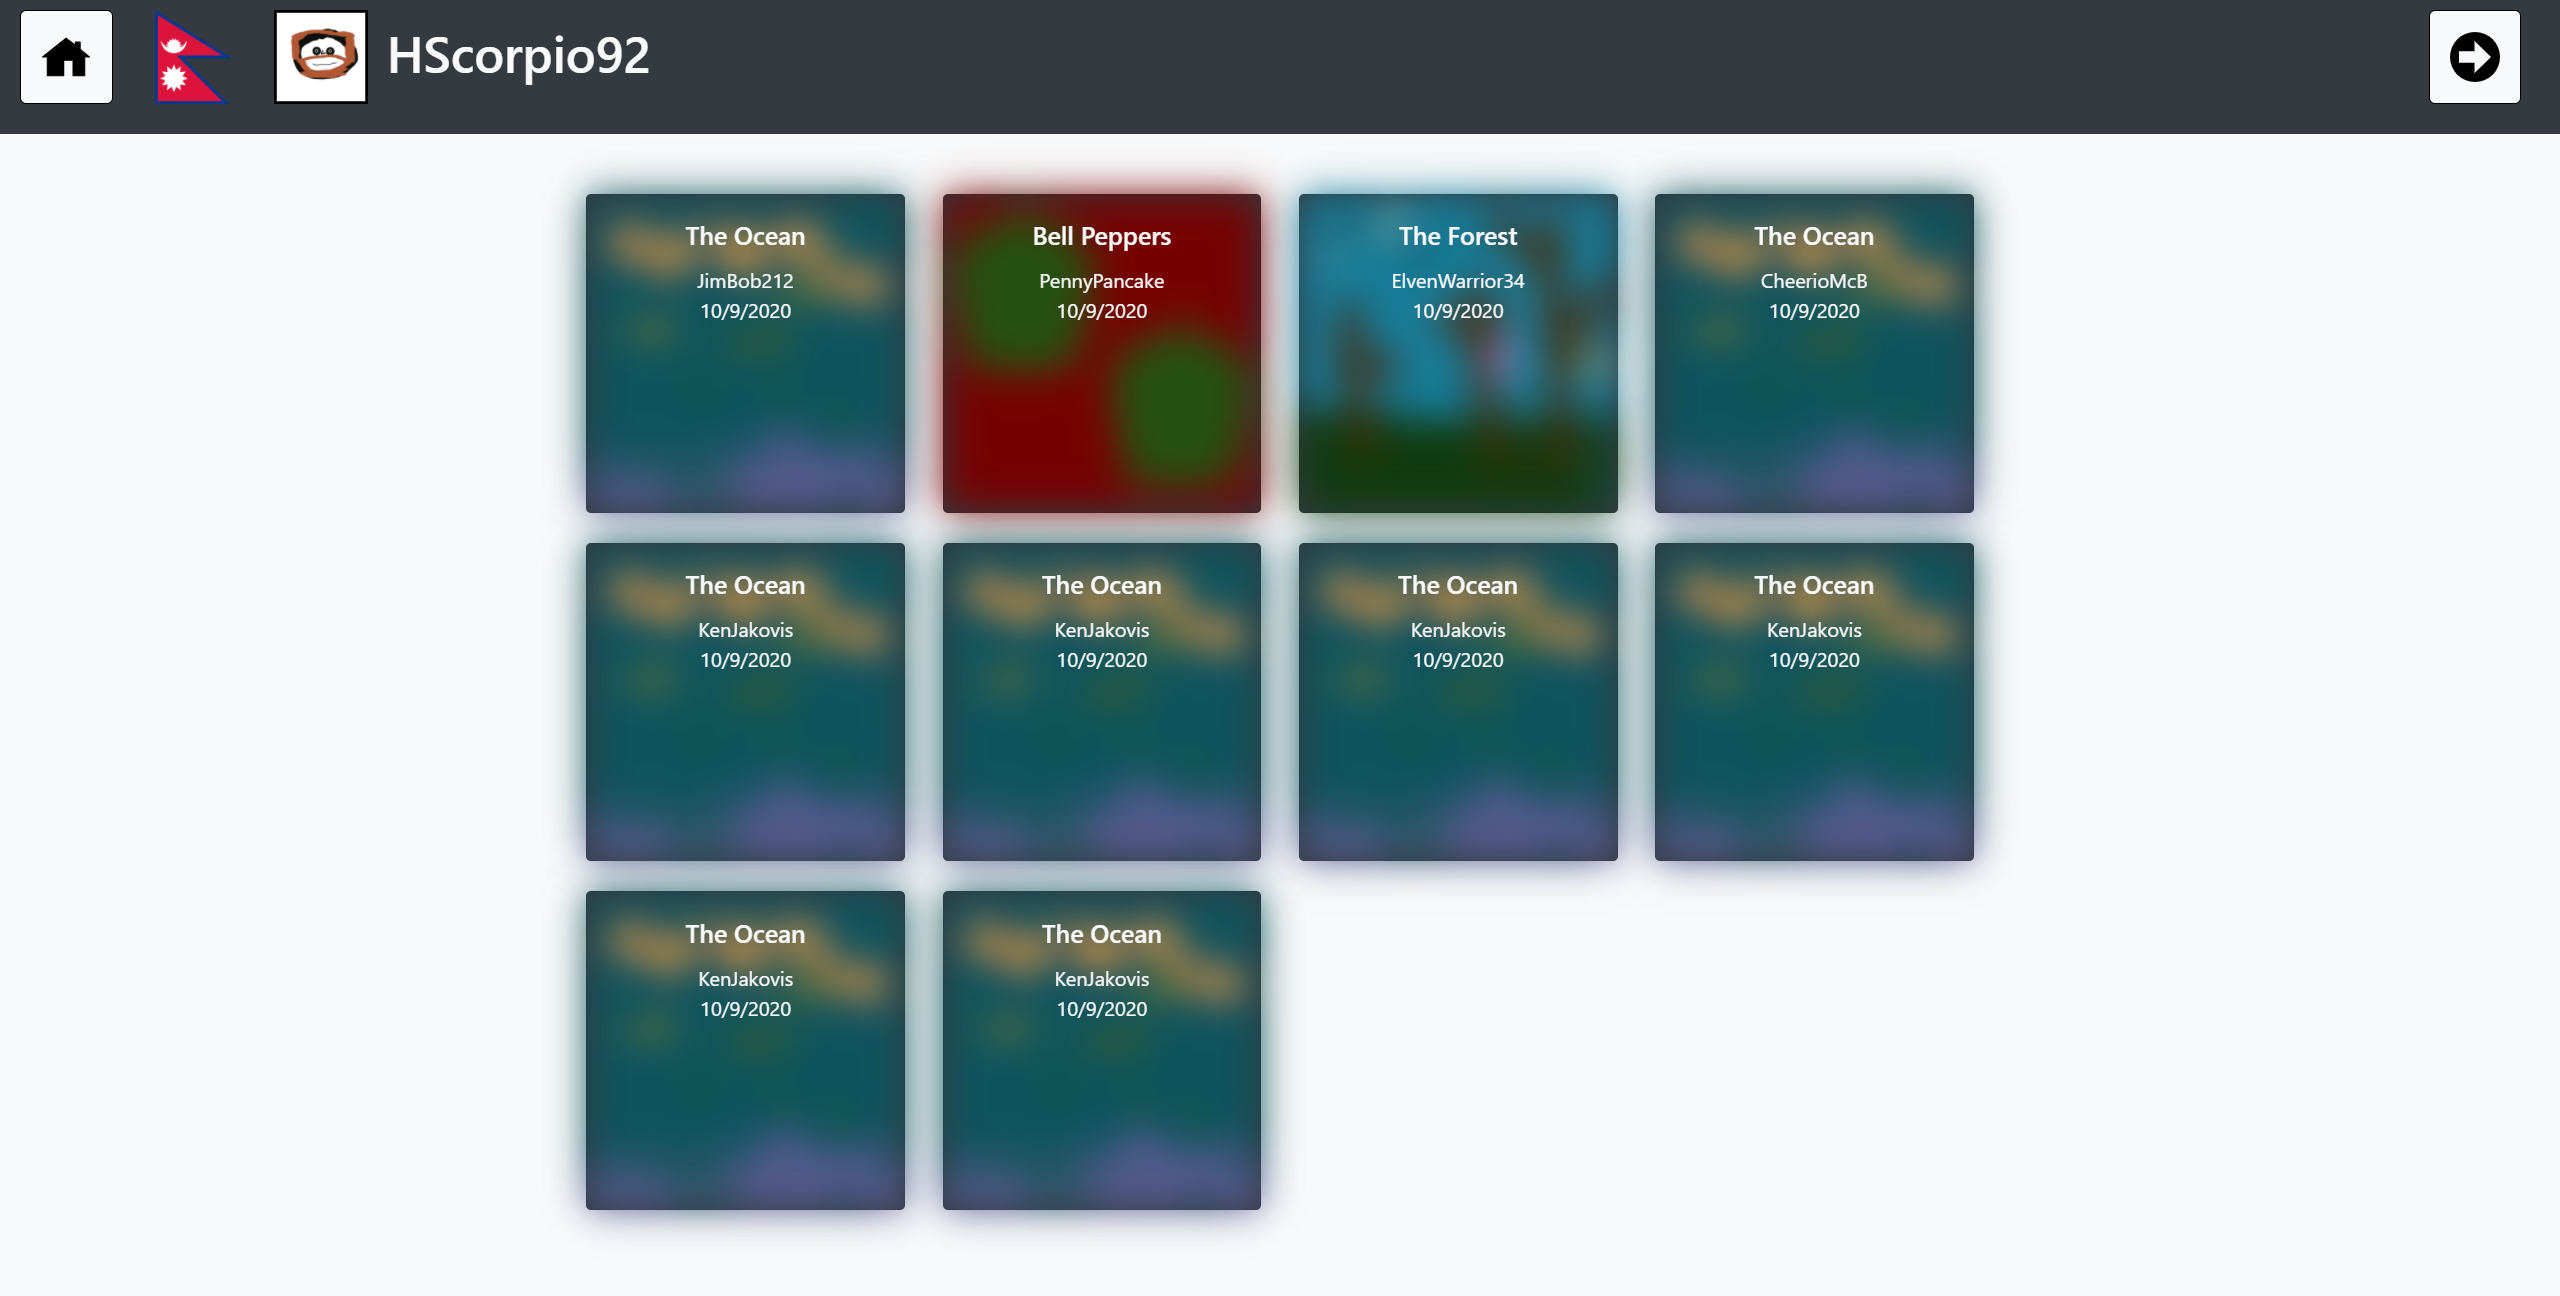 HScorpio92
The Ocean
JimBob212
10/9/2020
Bell Peppers
PennyPancake
10/9/2020
The Forest
ElvenWarrior34
10/9/2020
The Ocean
CheerioMcB
10/9/2020
The Ocean
KenJakovis
10/9/2020
The Ocean
KenJakovis
10/9/2020
The Ocean
KenJakovis
10/9/2020
The Ocean
KenJakovis
10/9/2020
The Ocean
KenJakovis
10/9/2020
The Ocean
KenJakovis
10/9/2020